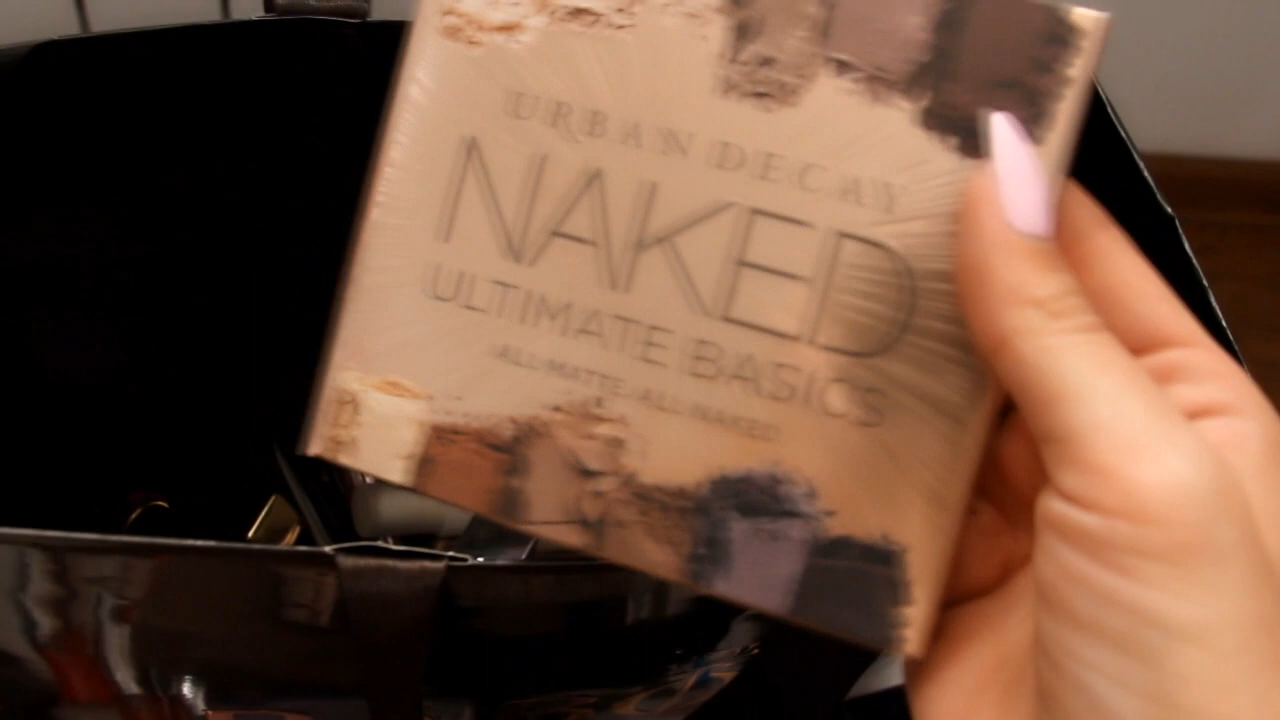 URBAN DECAY
NAKED
ULTIMATE BASICS
ALL MATTE. ALL NAKED